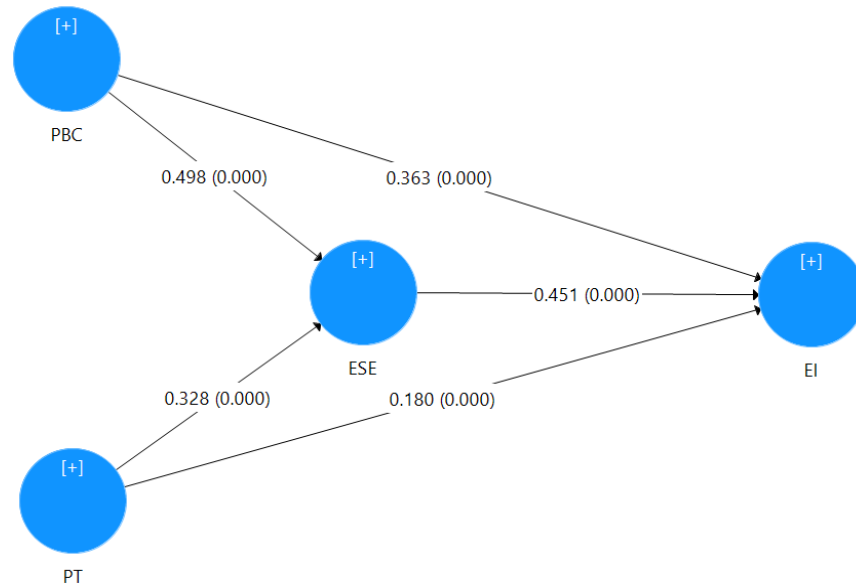 [+]
PBC
0.498 (0.000)
0.363 (0.000)
[+]
[+]
0.451 (0.000)
ESE
EI
0.328 (0.000)
0.180 (0.000)
[+]
PT